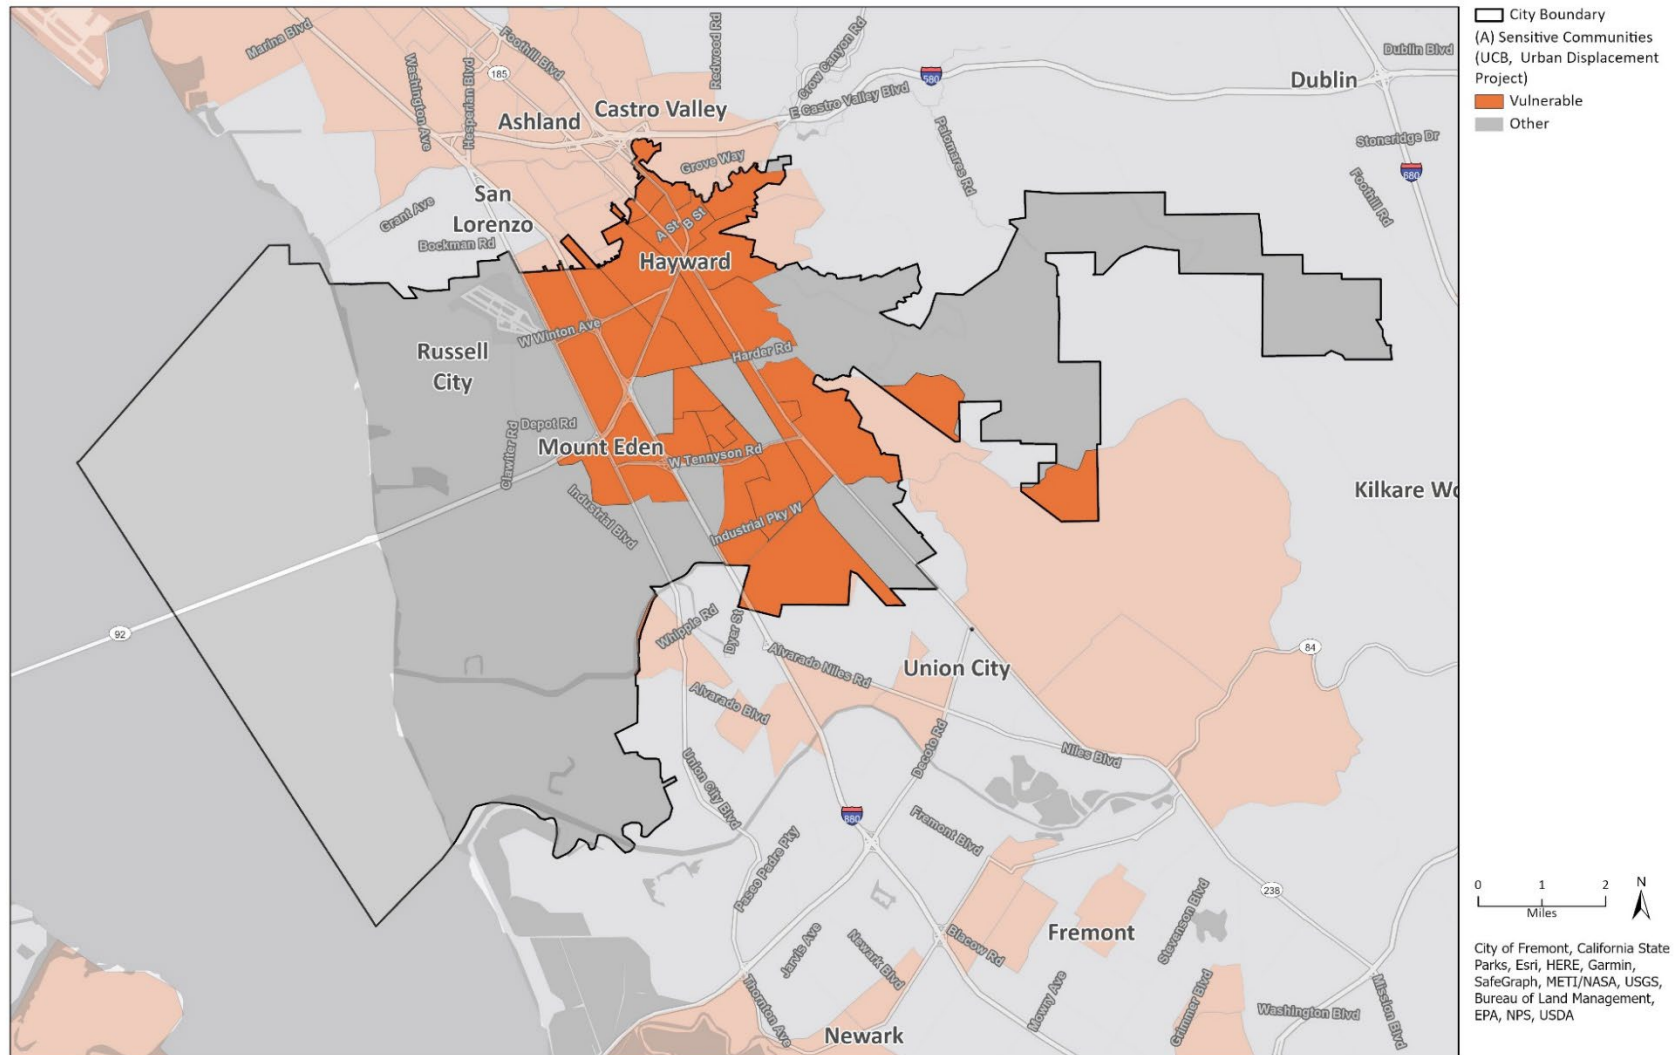 Marina Blvd
Washington Ave
Hesperian Blvd
185
Foothill Blvd
Redwood Rd
Crow Canyon Rd
E Castro Valley Blvd
580
Dublin Blvd
Dublin
Stoneridge Dr
680
Foothill Rd
Castro Valley
Ashland
Grove Way
Palomares Rd
San
Lorenzo
Grant Ave
Bockman Rd
A St
B St
Hayward
W Winton Ave
Russell
City
Harder Rd
Depot Rd
Clawiter Rd
Mount Eden
W Tennyson Rd
Industrial Blvd
Industrial Pky W
Kilkare Wo
92
Whipple Rd
Dyer St
Alvarado Niles Rd
Union City
84
Alvarado Blvd
Decoto Rd
Niles Blvd
Union City Blvd
880
Fremont Blvd
Paseo Padre Pky
238
Stevenson Blvd
Fremont
Blacow Rd
Jarvis Ave
Newark Blvd
Thornton Ave
Mowry Ave
Grimmer Blvd
Washington Blvd
Mission Blvd
Newark
City Boundary
(A) Sensitive Communities
(UCB, Urban Displacement
Project)
Vulnerable
Other
0 1 2
Miles
N
City of Fremont, California State
Parks, Esri, HERE, Garmin,
SafeGraph, METI/NASA, USGS,
Bureau of Land Management,
EPA, NPS, USDA